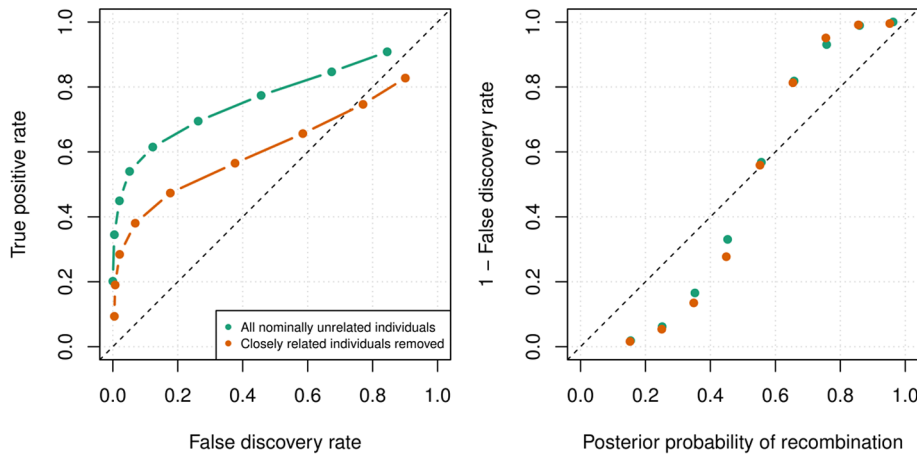 True positive rate
1.0
0.8
0.6
0.4
0.2
0.0
All nominally unrelated individuals
Closely related individuals removed
0.0 0.2 0.4 0.6 0.8 1.0
False discovery rate
1 − False discovery rate
1.0
0.8
0.6
0.4
0.2
0.0
0.0 0.2 0.4 0.6 0.8 1.0
Posterior probability of recombination